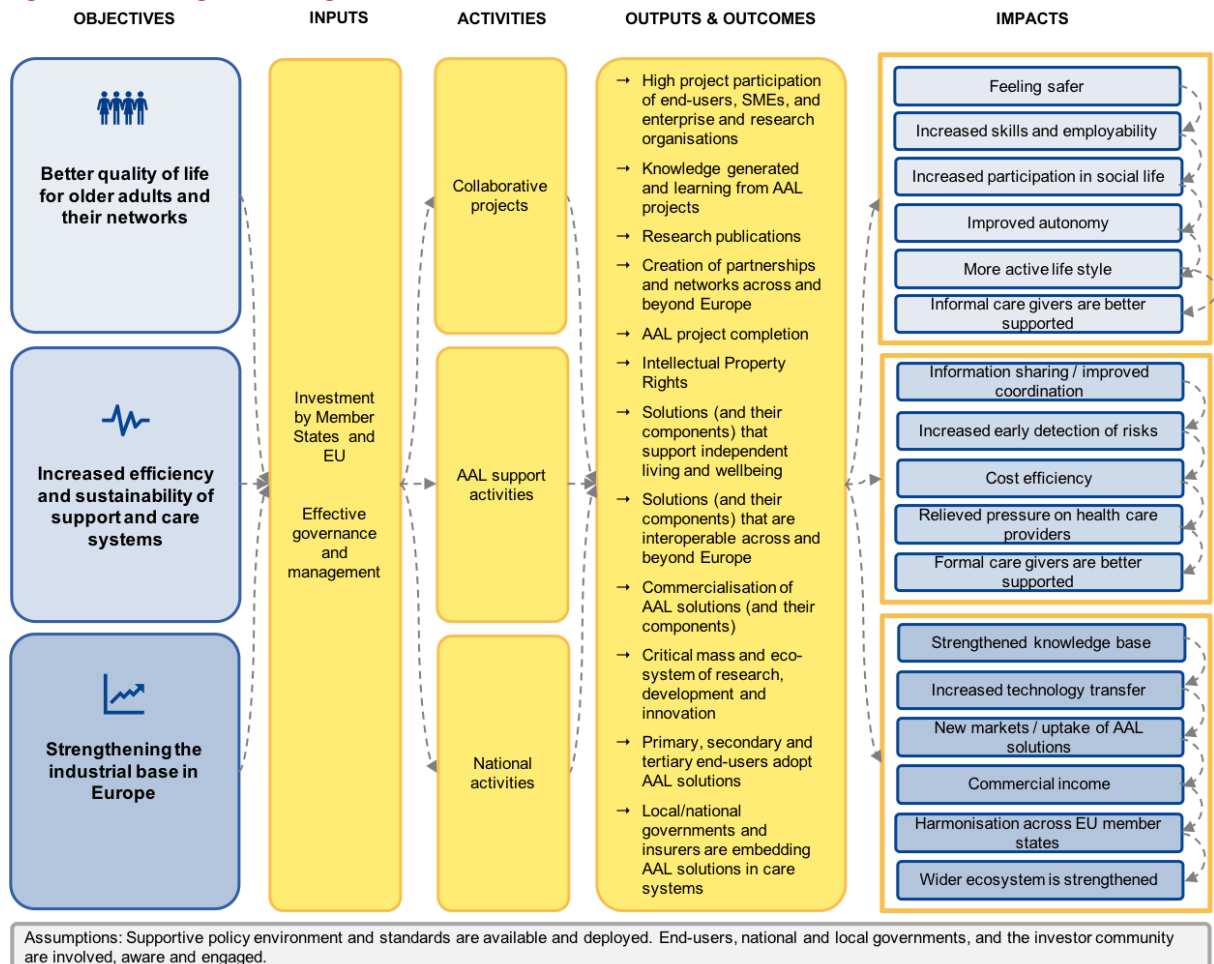 OBJECTIVES
INPUTS
ACTIVITIES
OUTPUTS & OUTCOMES
IMPACTS
Better quality of life
for older adults and
their networks
Increased efficiency
and sustainability of
support and care
systems
Strengthening the
industrial base in
Europe
Investment
by Member
States and
EU
Effective
governance
and
management
Collaborative
projects
AAL support
activities
National
activities
→ High project participation
of end-users, SMEs, and
enterprise and research
organisations
→ Knowledge generated
and learning from AAL
projects
→ Research publications
→ Creation of partnerships
and networks across and
beyond Europe
→ AAL project completion
→ Intellectual Property
Rights
→ Solutions (and their
components) that
support independent
living and wellbeing
→ Solutions (and their
components) that are
interoperable across and
beyond Europe
→ Commercialisation of
AAL solutions (and their
components)
→ Critical mass and eco-
system of research,
development and
innovation
→ Primary, secondary and
tertiary end-users adopt
AAL solutions
→ Local/national
governments and
insurers are embedding
AAL solutions in care
systems
Feeling safer
Increased skills and employability
Increased participation in social life
Improved autonomy
More active life style
Informal care givers are better
supported
Information sharing / improved
coordination
Increased early detection of risks
Cost efficiency
Relieved pressure on health care
providers
Formal care givers are better
supported
Strengthened knowledge base
Increased technology transfer
New markets / uptake of AAL
solutions
Commercial income
Harmonisation across EU member
states
Wider ecosystem is strengthened
Assumptions: Supportive policy environment and standards are available and deployed. End-users, national and local governments, and the investor community
are involved, aware and engaged.